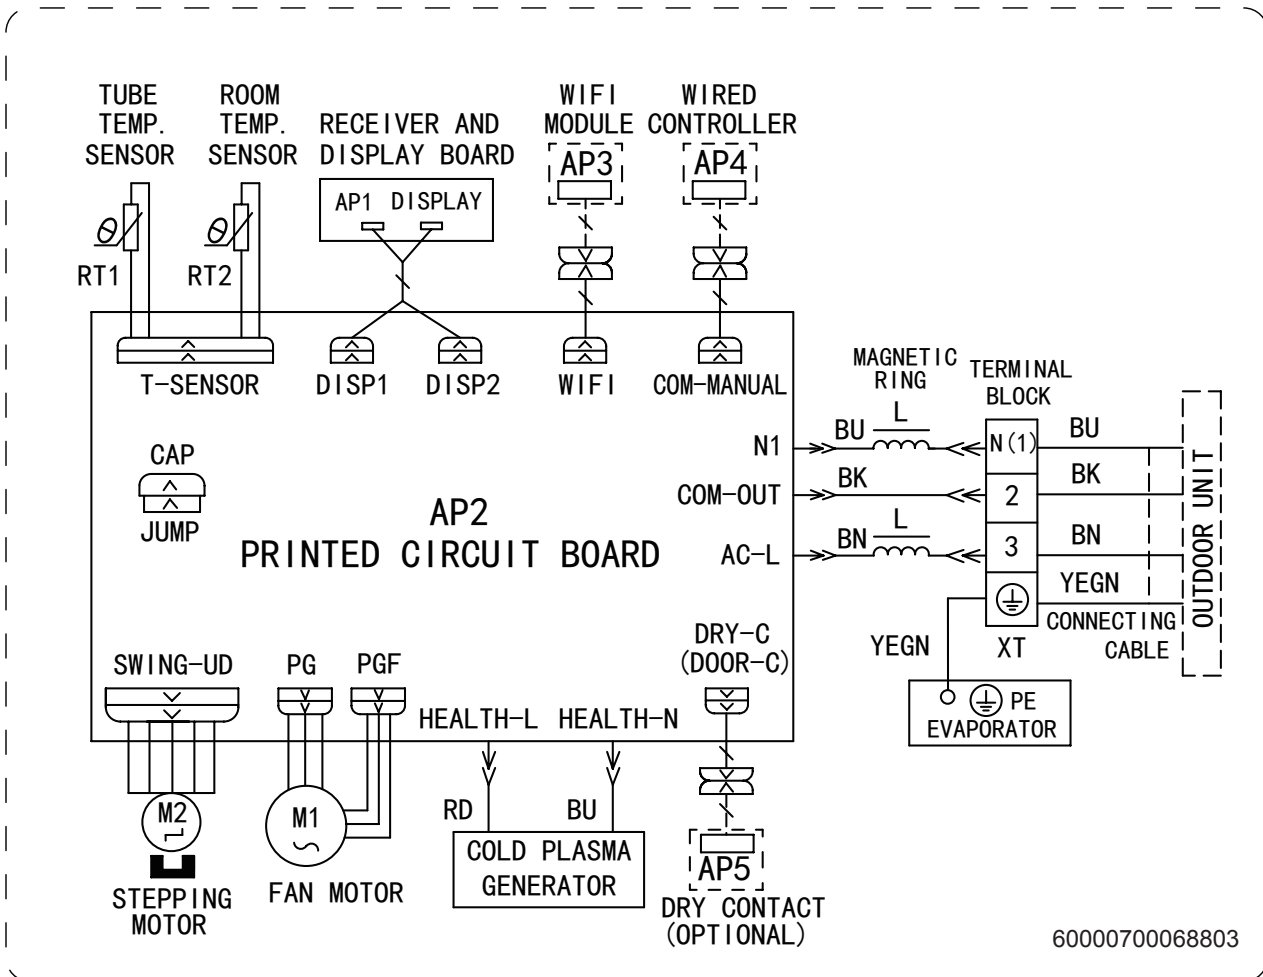 TUBE
TEMP.
SENSOR
ROOM
TEMP.
SENSOR
RECEIVER AND
DISPLAY BOARD
WIFI
MODULE
WIRED
CONTROLLER
AP3
AP4
AP1 DISPLAY
θ
RT1
θ
RT2
T-SENSOR
DISP1
DISP2
WIFI
COM-MANUAL
MAGNETIC
RING
TERMINAL
BLOCK
CAP
JUMP
AP2
PRINTED CIRCUIT BOARD
N1
BU
L
N(1)
BU
COM-OUT
BK
2
BK
AC-L
BN
L
3
BN
YEGN
CONNECTING
CABLE
OUTDOOR UNIT
XT
YEGN
PE
EVAPORATOR
DRY-C
(DOOR-C)
SWING-UD
PG
PGF
HEALTH-L
HEALTH-N
M2
M1
RD
BU
COLD PLASMA
GENERATOR
AP5
STEPPING
MOTOR
FAN MOTOR
DRY CONTACT
(OPTIONAL)
60000700068803